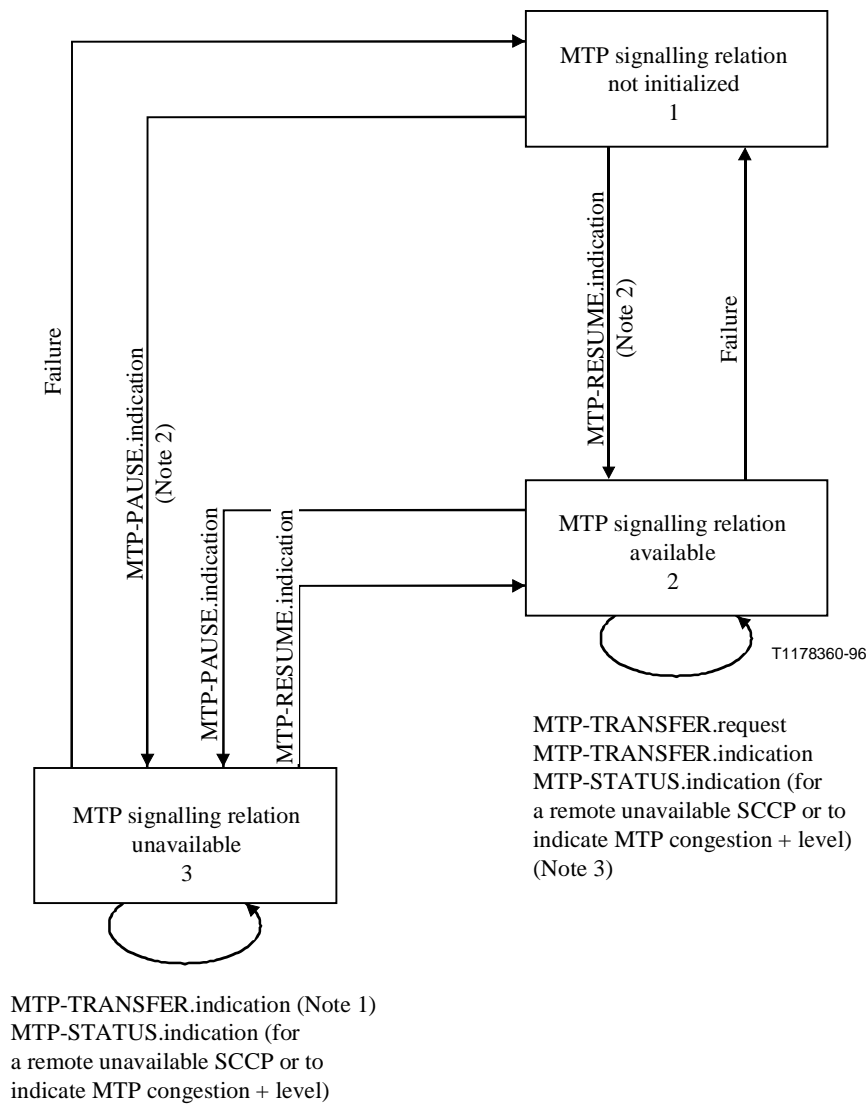 MTP signalling relation
not initialized
1
Failure
MTP-PAUSE.indication
(Note 2)
MTP-RESUME.indication
(Note 2)
Failure
MTP-PAUSE.indication
MTP-RESUME.indication
MTP signalling relation
available
2
T1178360-96
MTP-TRANSFER.request
MTP-TRANSFER.indication
MTP-STATUS.indication (for
a remote unavailable SCCP or to
indicate MTP congestion + level)
(Note 3)
MTP signalling relation
unavailable
3
MTP-TRANSFER.indication (Note 1)
MTP-STATUS.indication (for
a remote unavailable SCCP or to
indicate MTP congestion + level)